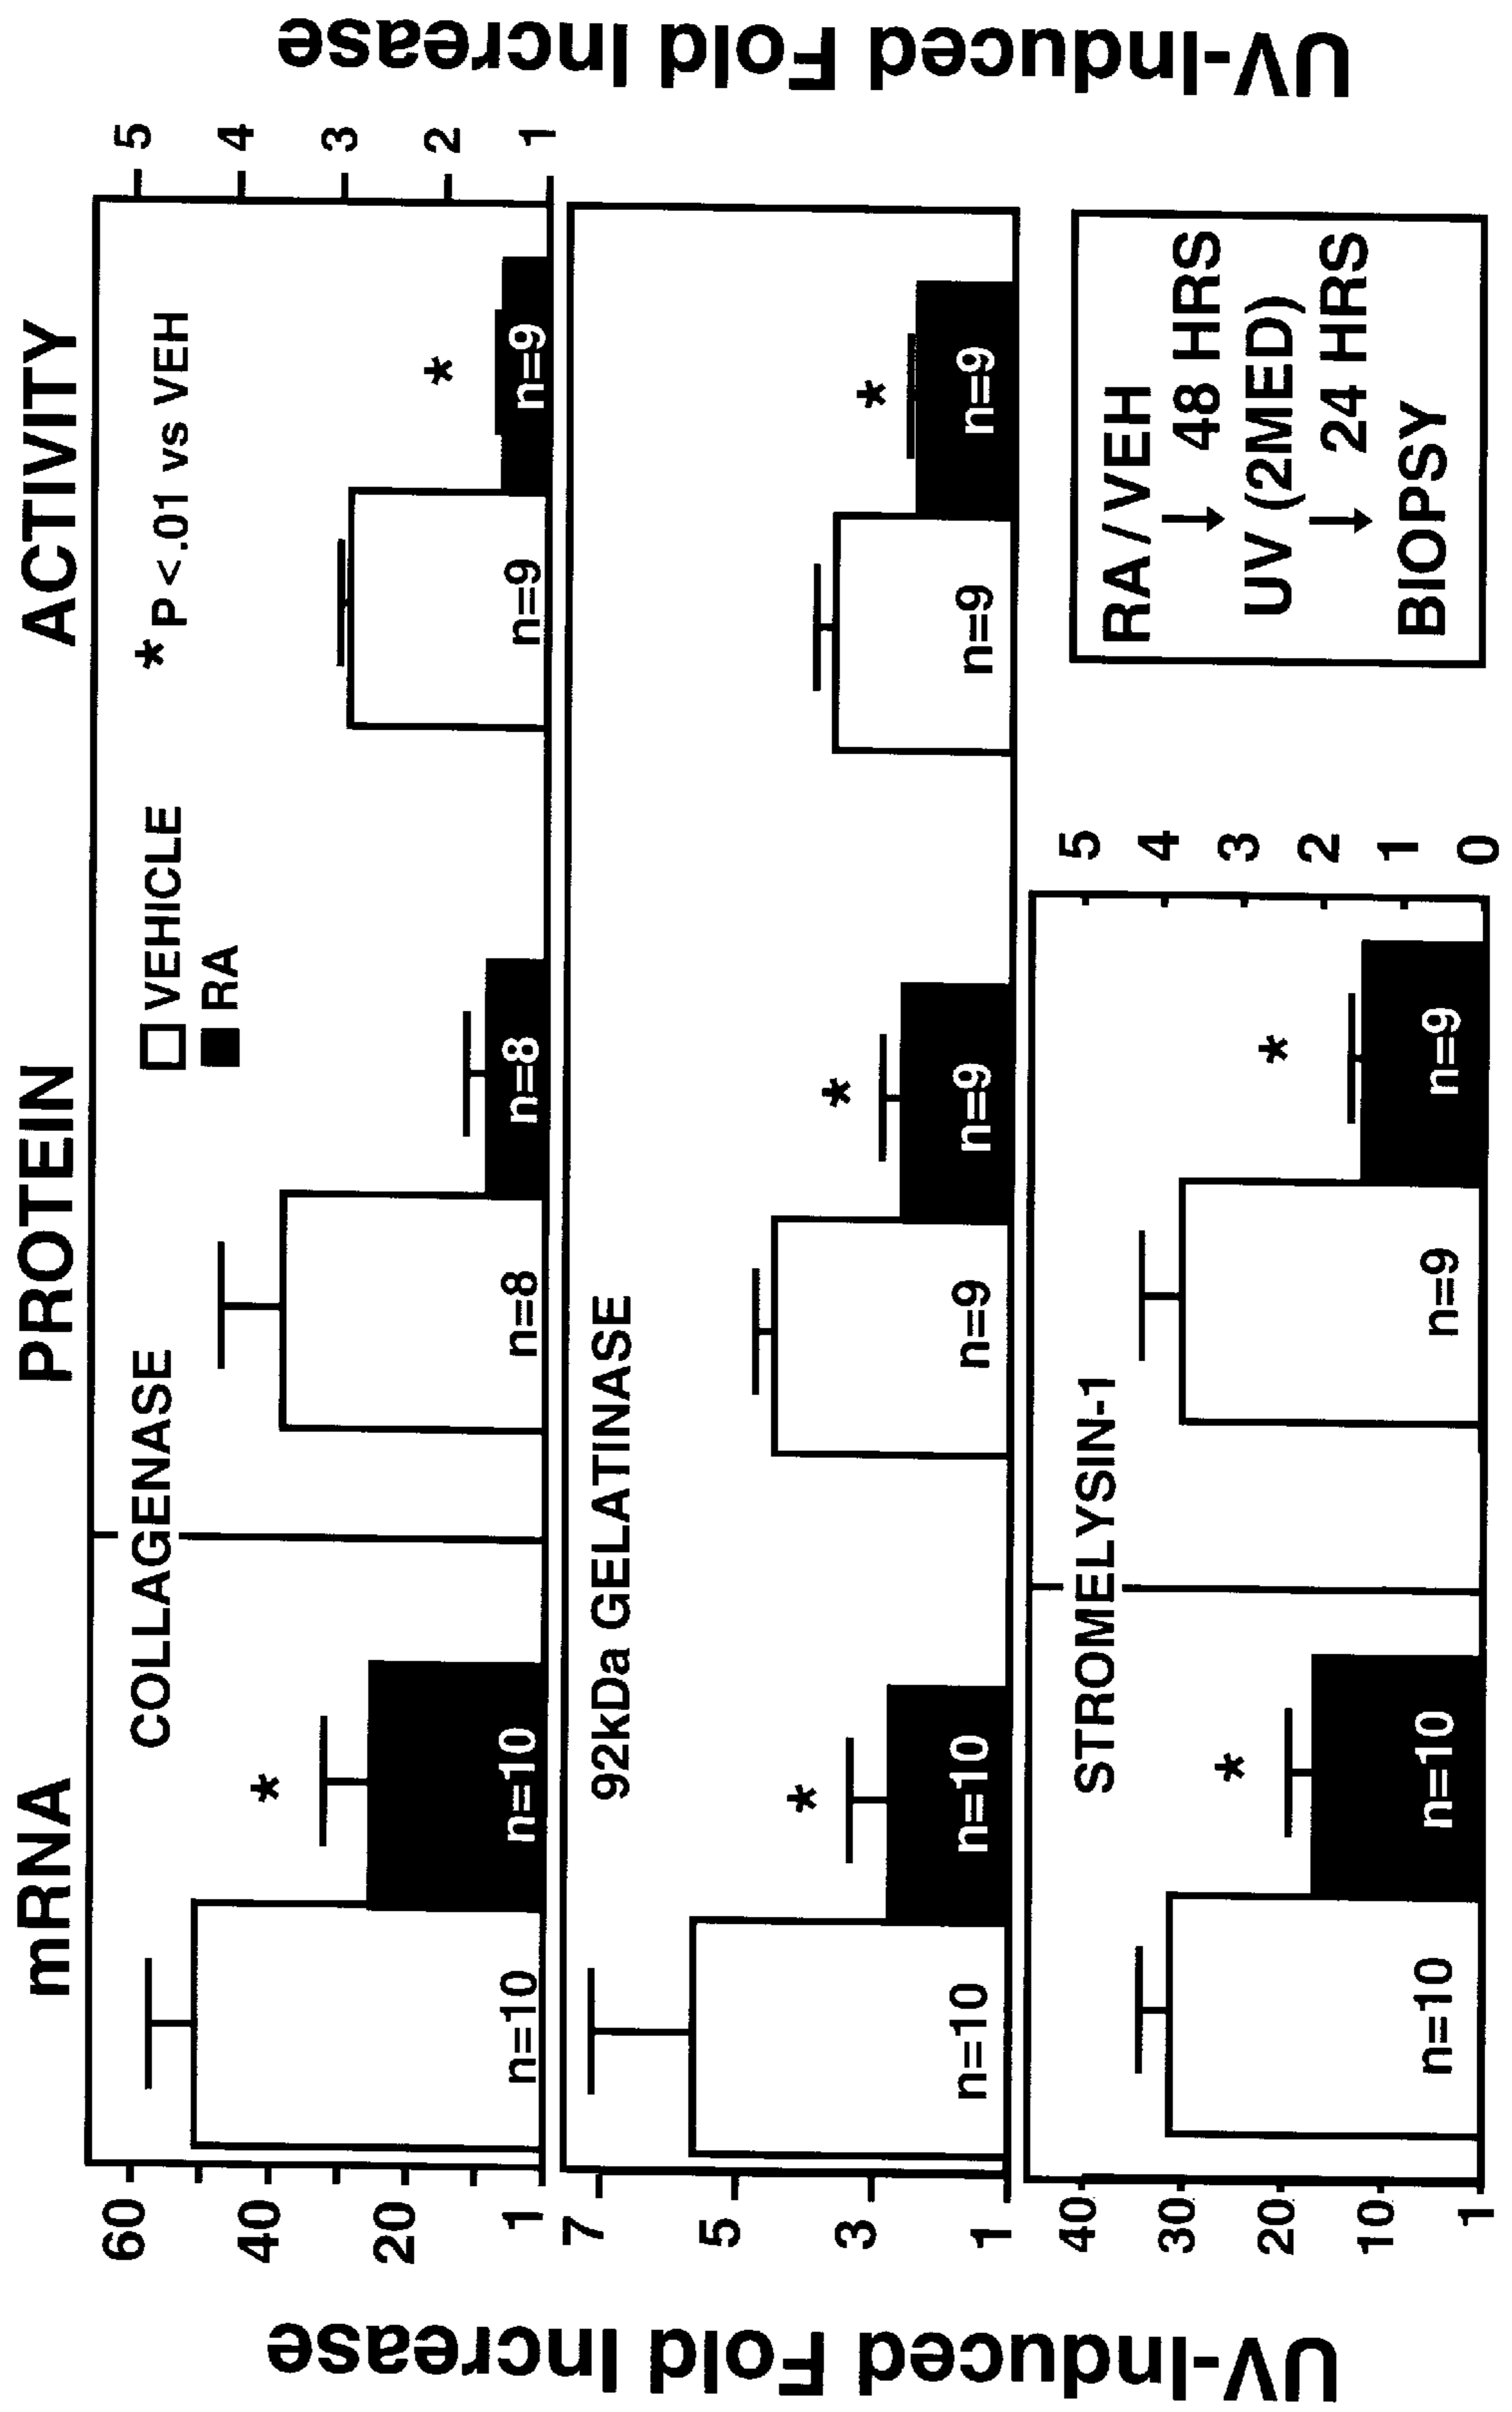 mRNA PROTEIN ACTIVITY
UV-Induced Fold Increase
60
40
20
1
COLLAGENASE
VEHICLE
RA
*P <.01 vs VEH
*
*
n=10
n=10
n=8
n=8
n=9
n=9
5
4
3
2
1
UV-Induced Fold Increase
7
5
3
1
92kDa GELATINASE
*
*
*
n=10
n=10
n=9
n=9
n=9
n=9
40
30
20
10
1
STROMELYSIN-1
*
*
n=10
n=10
n=9
n=9
5
4
3
2
1
0
RA/VEH
↓ 48 HRS
UV (2MED)
↓ 24 HRS
BIOPSY